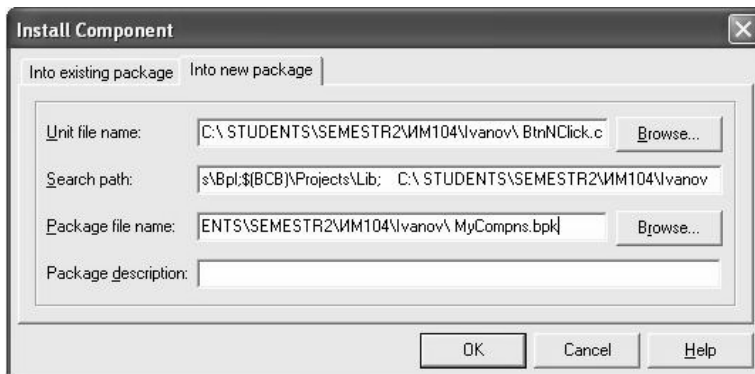 Install Component
Into existing package Into new package
Unit file name: C:\ STUDENTS\SEMESTR2\ИМ104\Ivanov\ BtnNClick.c Browse...
Search path: s\Bpl;$(BCB)\Projects\Lib; C:\ STUDENTS\SEMESTR2\ИМ104\Ivanov
Package file name: ENTS\SEMESTR2\ИМ104\Ivanov\ MyCompns.bpk Browse...
Package description:
OK Cancel Help